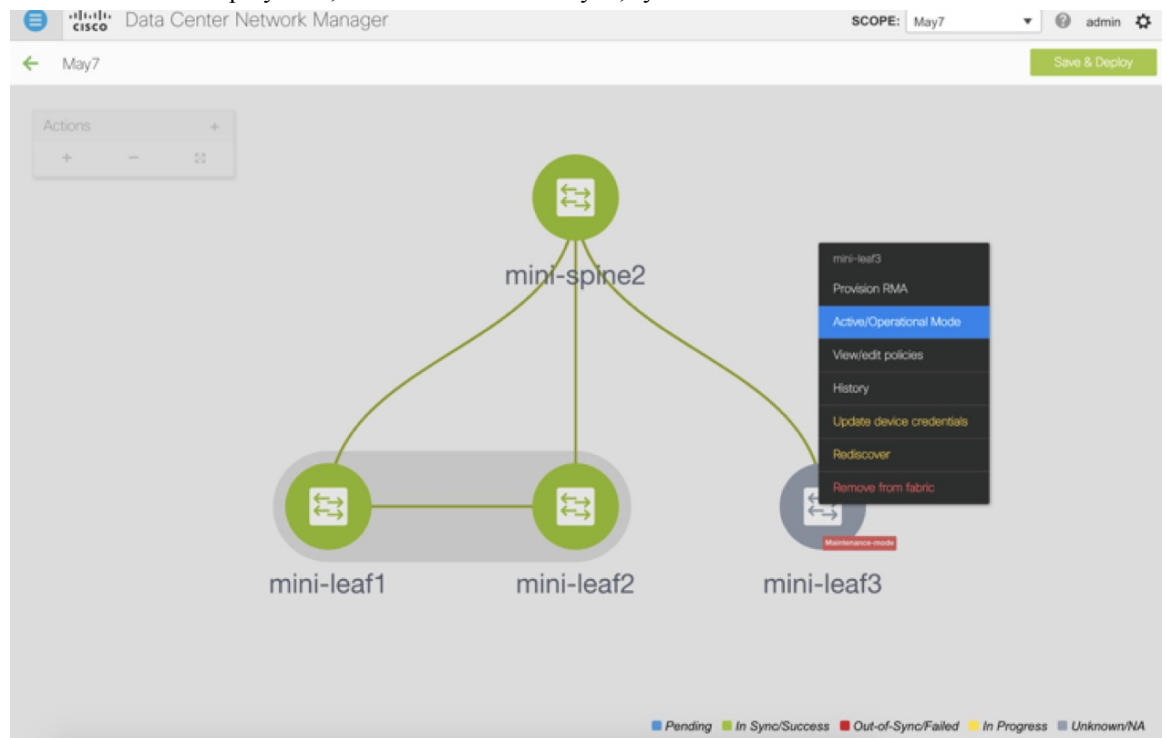 cisco Data Center Network Manager SCOPE: May7 admin
May7 Save & Deploy
Actions
mini-spine2
mini-leaf3
Provision RMA
Active/Operational Mode
View/edit policies
History
Update device credentials
Rediscover
Remove from fabric
Maintenance-mode
mini-leaf1 mini-leaf2 mini-leaf3
Pending In Sync/Success Out-of-Sync/Failed In Progress Unknown/NA